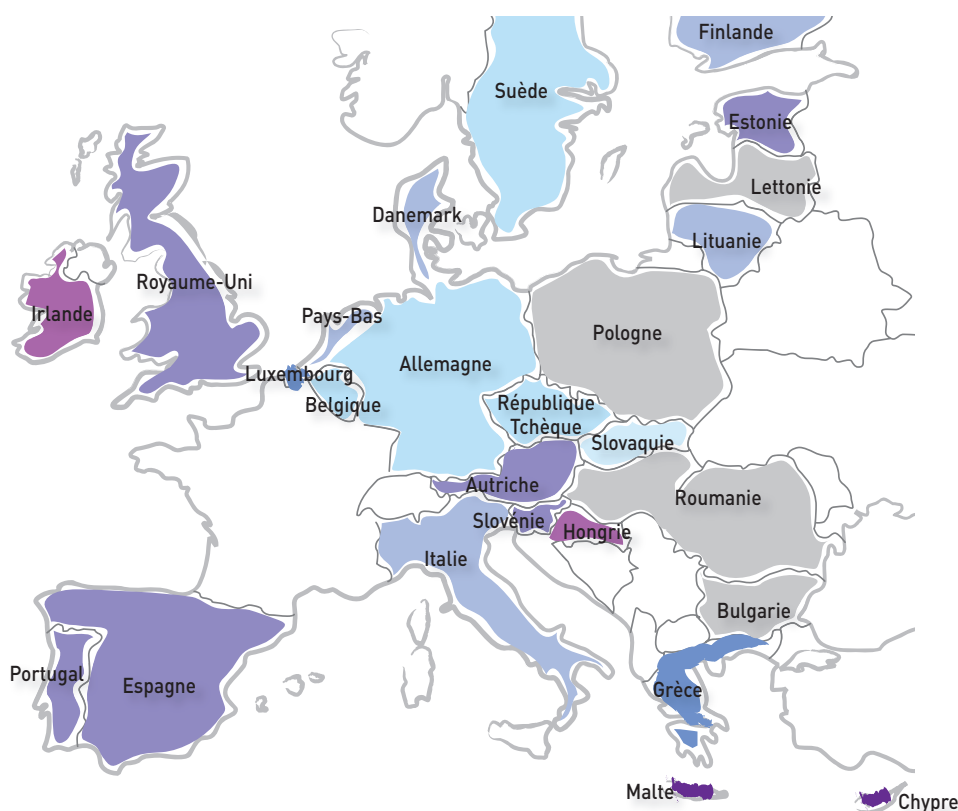 Finlande
Suède
Estonie
Lettonie
Danemark
Lituanie
Royaume-Uni
Irlande
Pays-Bas
Pologne
Allemagne
Luxembourg
Belgique
République
Tchèque
Slovaquie
Autriche
Roumanie
Slovénie
Hongrie
Italie
Bulgarie
Portugal
Espagne
Grèce
Malte
Chypre